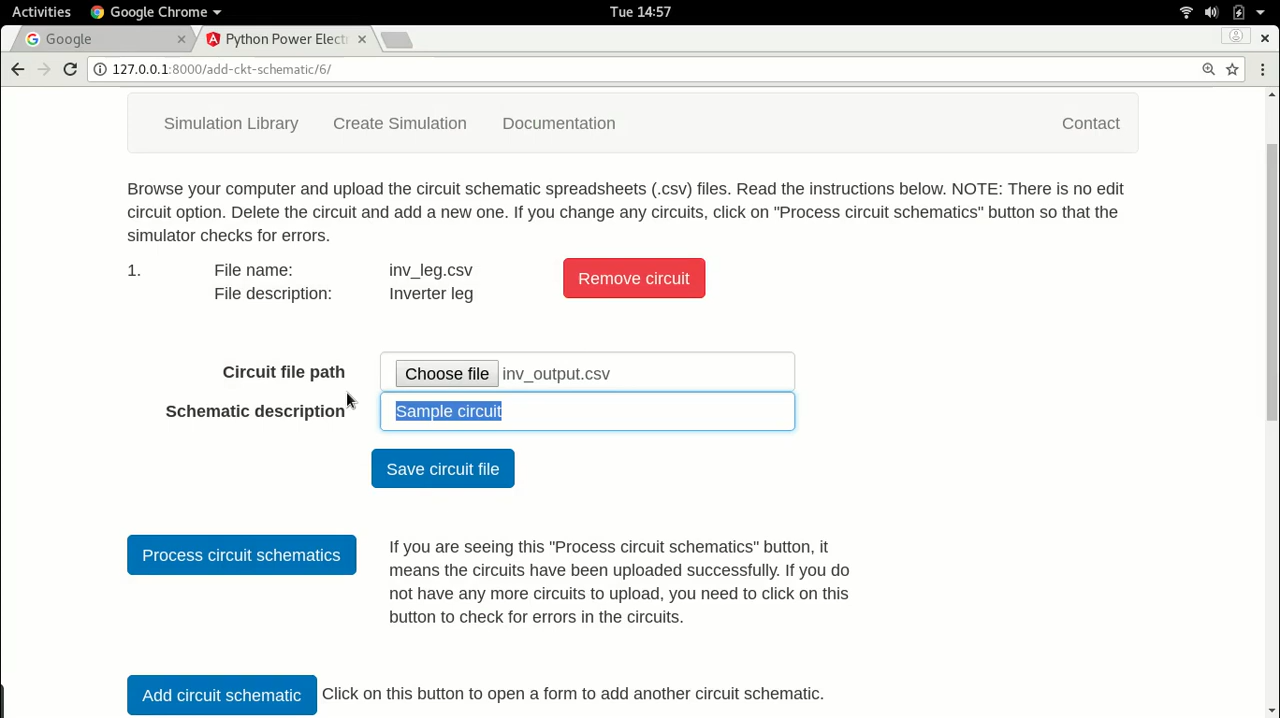 Activities Google Chrome Tue 14:57
Google Python Power Elect
127.0.0.1:8000/add-ckt-schematic/6/
Simulation Library Create Simulation Documentation Contact
Browse your computer and upload the circuit schematic spreadsheets (.csv) files. Read the instructions below. NOTE: There is no edit
circuit option. Delete the circuit and add a new one. If you change any circuits, click on "Process circuit schematics" button so that the
simulator checks for errors.
1. File name: inv_leg.csv Remove circuit
File description: Inverter leg
Circuit file path Choose file inv_output.csv
Schematic description Sample circuit
Save circuit file
Process circuit schematics If you are seeing this "Process circuit schematics" button, it
means the circuits have been uploaded successfully. If you do
not have any more circuits to upload, you need to click on this
button to check for errors in the circuits.
Add circuit schematic Click on this button to open a form to add another circuit schematic.